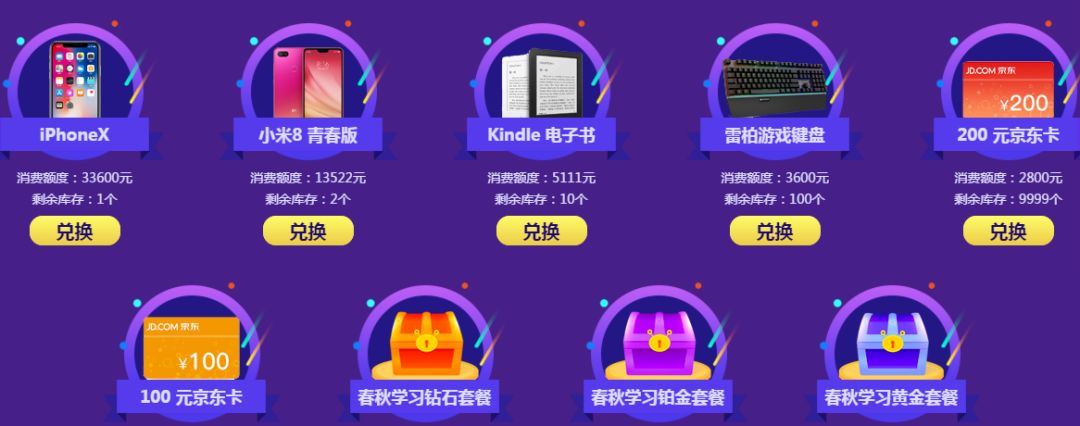 JD.COM 京东
¥200
iPhoneX
小米8 青春版
Kindle 电子书
雷柏游戏键盘
200 元京东卡
消费额度：33600元
消费额度：13522元
消费额度：5111元
消费额度：3600元
消费额度：2800元
剩余库存：1个
剩余库存：2个
剩余库存：10个
剩余库存：100个
剩余库存：9999个
兑换
兑换
兑换
兑换
兑换
JD.COM 京东
¥100
100 元京东卡
春秋学习钻石套餐
春秋学习铂金套餐
春秋学习黄金套餐